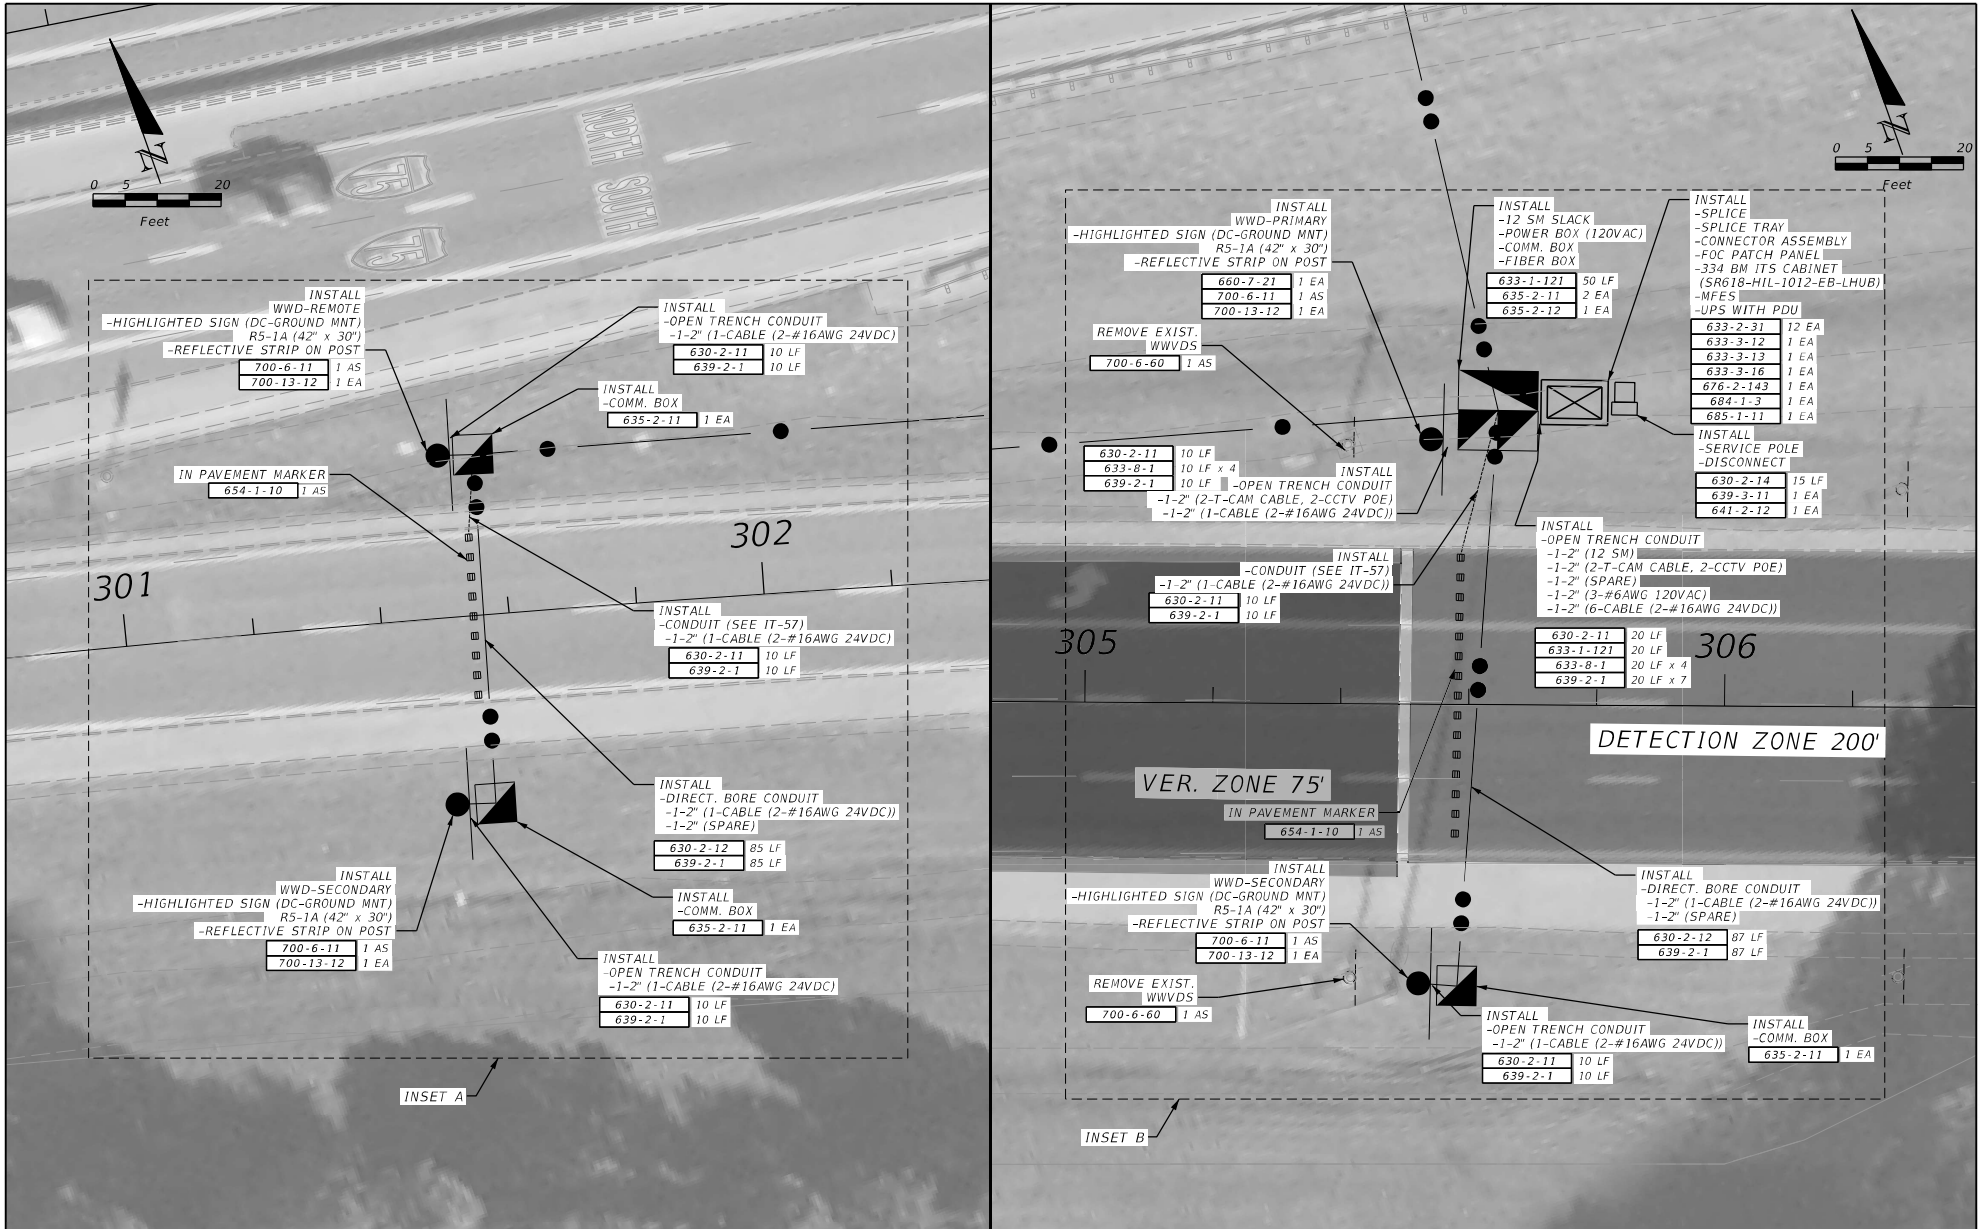 N
0 5 20
Feet
75
75
NORTH
SOUTH
INSTALL
WWD-REMOTE
-HIGHLIGHTED SIGN (DC-GROUND MNT)
R5-1A (42" x 30")
-REFLECTIVE STRIP ON POST
700-6-11 1 AS
700-13-12 1 EA
INSTALL
-OPEN TRENCH CONDUIT
-1-2" (1-CABLE (2-#16AWG 24VDC)
630-2-11 10 LF
639-2-1 10 LF
INSTALL
-COMM. BOX
635-2-11 1 EA
IN PAVEMENT MARKER
654-1-10 1 AS
301
302
INSTALL
-CONDUIT (SEE IT-57)
-1-2" (1-CABLE (2-#16AWG 24VDC)
630-2-11 10 LF
639-2-1 10 LF
INSTALL
-DIRECT. BORE CONDUIT
-1-2" (1-CABLE (2-#16AWG 24VDC))
-1-2" (SPARE)
630-2-12 85 LF
639-2-1 85 LF
INSTALL
WWD-SECONDARY
-HIGHLIGHTED SIGN (DC-GROUND MNT)
R5-1A (42" x 30")
-REFLECTIVE STRIP ON POST
700-6-11 1 AS
700-13-12 1 EA
INSTALL
-COMM. BOX
635-2-11 1 EA
INSTALL
-OPEN TRENCH CONDUIT
-1-2" (1-CABLE (2-#16AWG 24VDC)
630-2-11 10 LF
639-2-1 10 LF
INSET A
N
0 5 20
Feet
INSTALL
WWD-PRIMARY
-HIGHLIGHTED SIGN (DC-GROUND MNT)
R5-1A (42" x 30")
-REFLECTIVE STRIP ON POST
660-7-21 1 EA
700-6-11 1 AS
700-13-12 1 EA
INSTALL
-12 SM SLACK
-POWER BOX (120VAC)
-COMM. BOX
-FIBER BOX
633-1-121 50 LF
635-2-11 2 EA
635-2-12 1 EA
INSTALL
-SPLICE
-SPLICE TRAY
-CONNECTOR ASSEMBLY
-FOC PATCH PANEL
-334 BM ITS CABINET
(SR618-HIL-1012-EB-LHUB)
-MFES
-UPS WITH PDU
633-2-31 12 EA
633-3-12 1 EA
633-3-13 1 EA
633-3-16 1 EA
676-2-143 1 EA
684-1-3 1 EA
685-1-11 1 EA
REMOVE EXIST.
WWVDS
700-6-60 1 AS
INSTALL
-SERVICE POLE
-DISCONNECT
630-2-14 15 LF
639-3-11 1 EA
641-2-12 1 EA
630-2-11 10 LF
633-8-1 10 LF x 4
639-2-1 10 LF
INSTALL
-OPEN TRENCH CONDUIT
-1-2" (2-T-CAM CABLE, 2-CCTV POE)
-1-2" (1-CABLE (2-#16AWG 24VDC))
INSTALL
-OPEN TRENCH CONDUIT
-1-2" (12 SM)
-1-2" (2-T-CAM CABLE, 2-CCTV POE)
-1-2" (SPARE)
-1-2" (3-#6AWG 120VAC)
-1-2" (6-CABLE (2-#16AWG 24VDC))
630-2-11 20 LF
633-1-121 20 LF
633-8-1 20 LF x 4
639-2-1 20 LF x 7
INSTALL
-CONDUIT (SEE IT-57)
-1-2" (1-CABLE (2-#16AWG 24VDC))
630-2-11 10 LF
639-2-1 10 LF
305
306
DETECTION ZONE 200'
VER. ZONE 75'
IN PAVEMENT MARKER
654-1-10 1 AS
INSTALL
WWD-SECONDARY
-HIGHLIGHTED SIGN (DC-GROUND MNT)
R5-1A (42" x 30")
-REFLECTIVE STRIP ON POST
700-6-11 1 AS
700-13-12 1 EA
INSTALL
-DIRECT. BORE CONDUIT
-1-2" (1-CABLE (2-#16AWG 24VDC))
-1-2" (SPARE)
630-2-12 87 LF
639-2-1 87 LF
REMOVE EXIST.
WWVDS
700-6-60 1 AS
INSTALL
-OPEN TRENCH CONDUIT
-1-2" (1-CABLE (2-#16AWG 24VDC))
630-2-11 10 LF
639-2-1 10 LF
INSTALL
-COMM. BOX
635-2-11 1 EA
INSET B